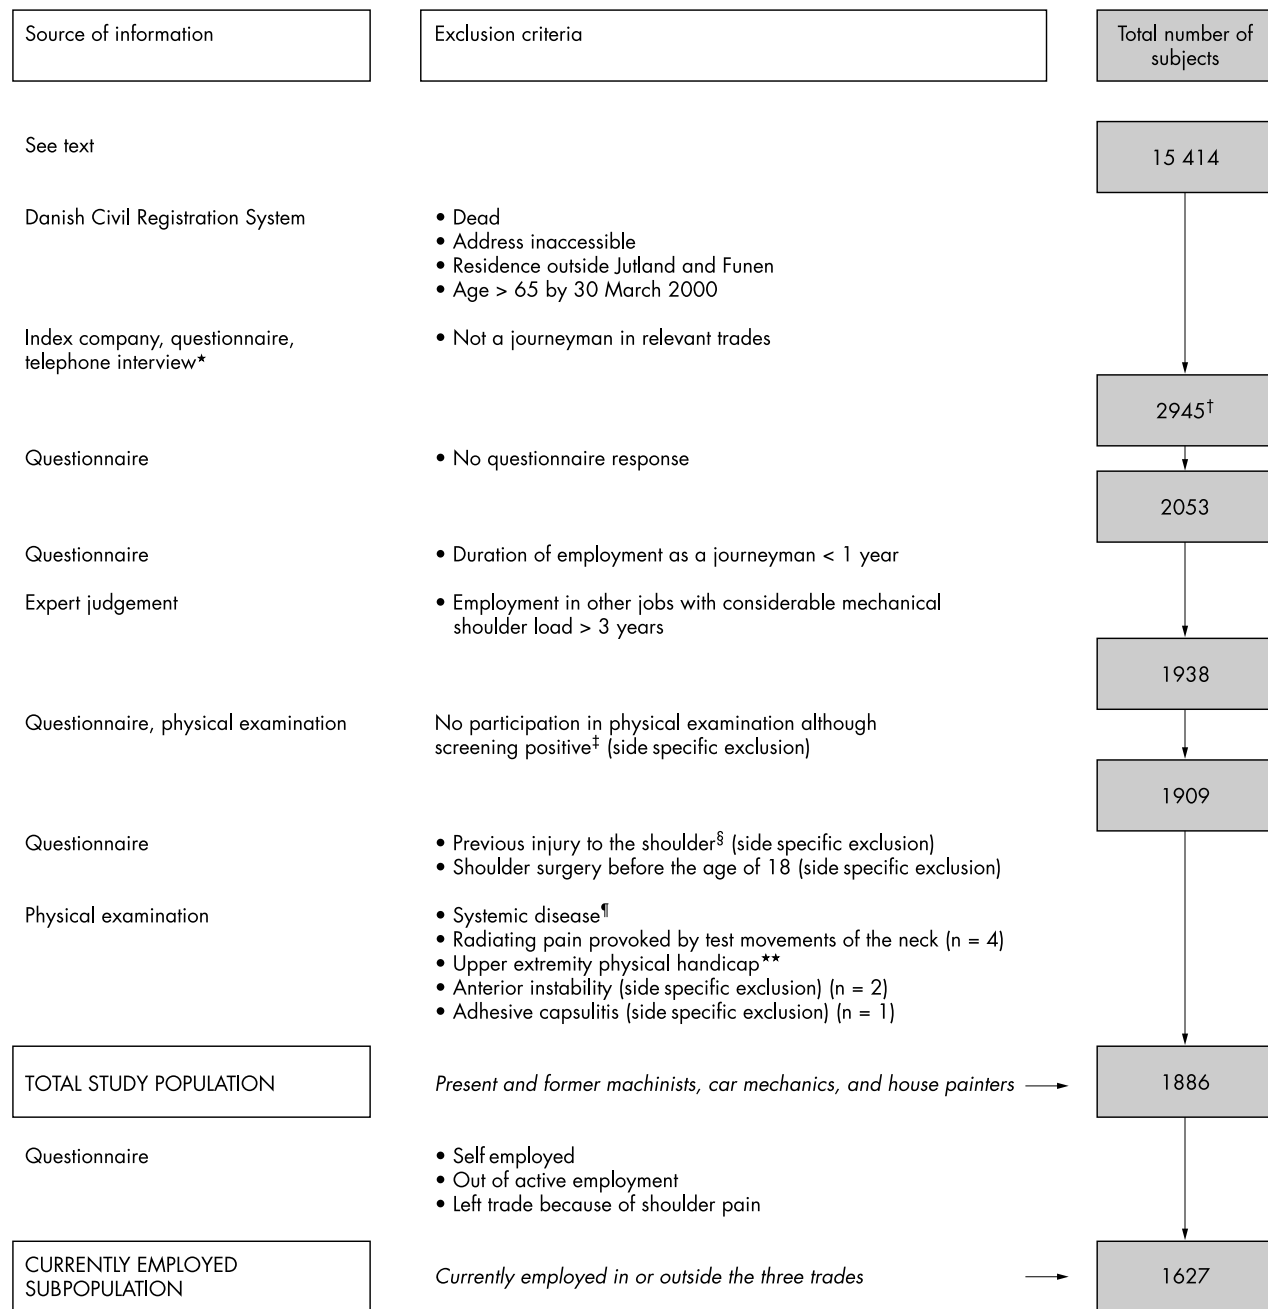 Source of information
Exclusion criteria
Total number of
subjects
See text
15 414
Danish Civil Registration System
• Dead
• Address inaccessible
• Residence outside Jutland and Funen
• Age > 65 by 30 March 2000
Index company, questionnaire,
telephone interview★
• Not a journeyman in relevant trades
2945†
Questionnaire
• No questionnaire response
2053
Questionnaire
• Duration of employment as a journeyman < 1 year
Expert judgement
• Employment in other jobs with considerable mechanical
shoulder load > 3 years
1938
Questionnaire, physical examination
No participation in physical examination although
screening positive‡ (side specific exclusion)
1909
Questionnaire
• Previous injury to the shoulder§ (side specific exclusion)
• Shoulder surgery before the age of 18 (side specific exclusion)
Physical examination
• Systemic disease¶
• Radiating pain provoked by test movements of the neck (n = 4)
• Upper extremity physical handicap★★
• Anterior instability (side specific exclusion) (n = 2)
• Adhesive capsulitis (side specific exclusion) (n = 1)
TOTAL STUDY POPULATION
Present and former machinists, car mechanics, and house painters
1886
Questionnaire
• Self employed
• Out of active employment
• Left trade because of shoulder pain
CURRENTLY EMPLOYED
SUBPOPULATION
Currently employed in or outside the three trades
1627